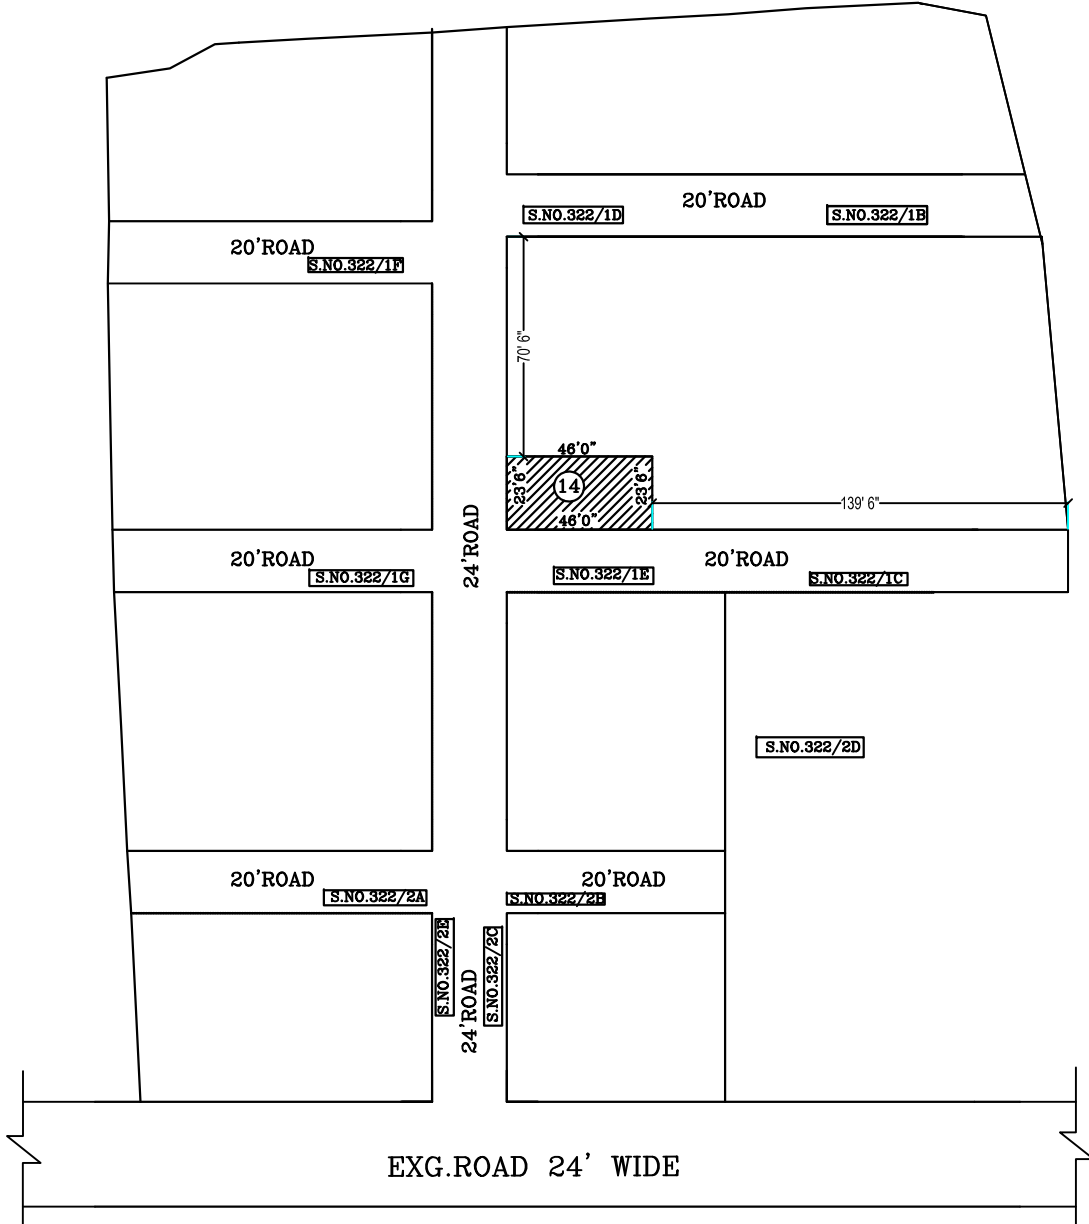 20'ROAD
S.NO.322/1D
S.NO.322/1B
20'ROAD
S.NO.322/1F
70' 6"
46'0"
23'6"
14
23'6"
139' 6"
46'0"
24'ROAD
20'ROAD
S.NO.322/1G
20'ROAD
S.NO.322/1E
S.NO.322/1C
S.NO.322/2D
20'ROAD
S.NO.322/2A
20'ROAD
S.NO.322/2B
S.NO.322/2E
24'ROAD
S.NO.322/2C
EXG.ROAD 24' WIDE